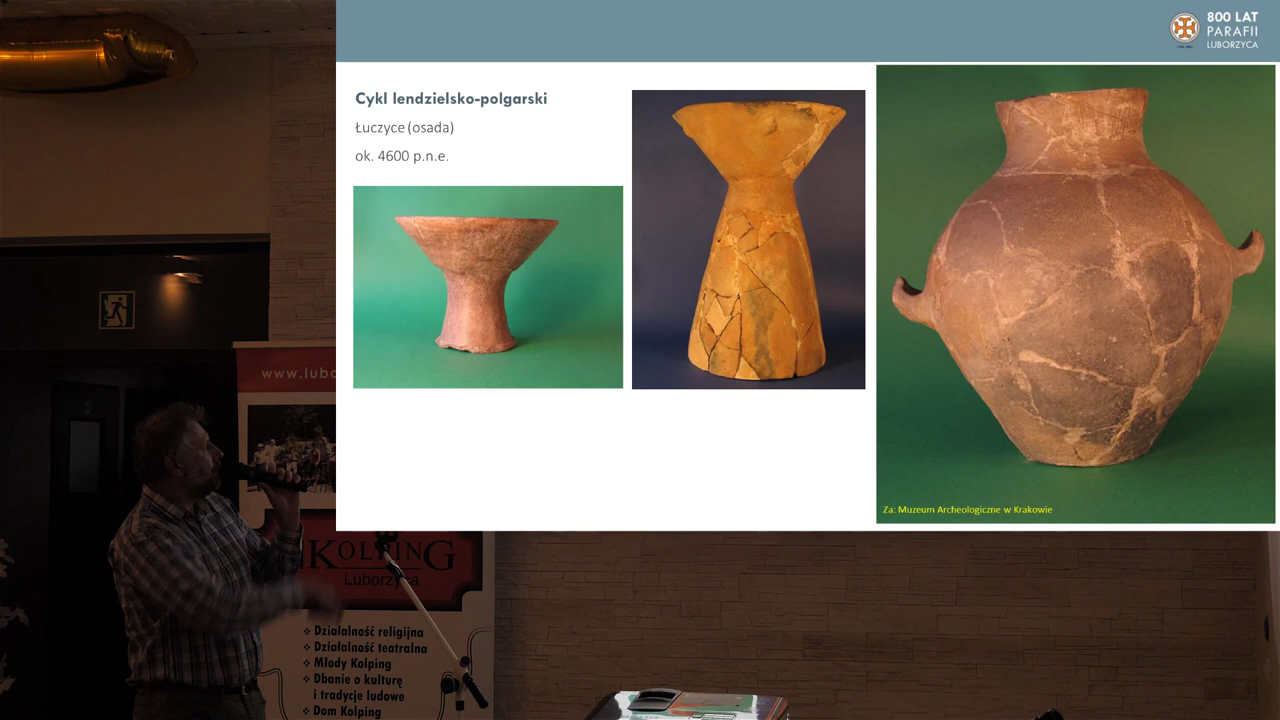 800 LAT
PARAFII
LUBORZYCA
Cykl lendzielsko-polgarski
Łuczyce (osada)
ok. 4600 p.n.e.
Za: Muzeum Archeologiczne w Krakowie
www.lubo
KOLPING
Luborzyca
❖ Działalność religijna
❖ Działalność teatralna
❖ Młody Kolping
❖ Dbanie o kulturę
i tradycje ludowe
❖ Dom Kolping